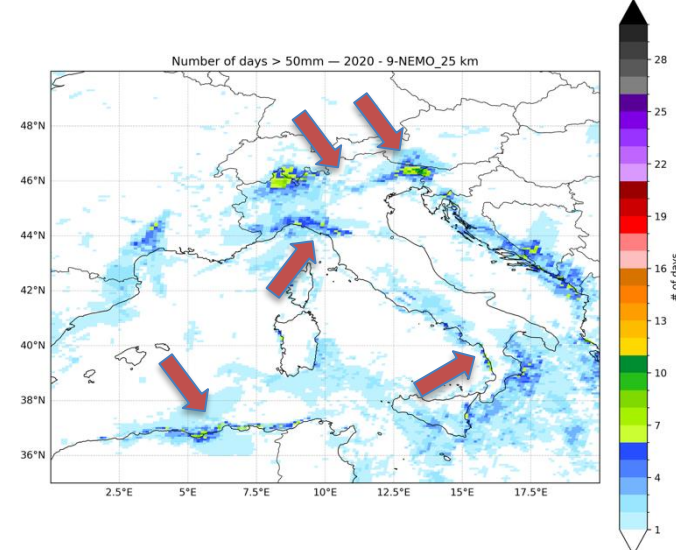 Number of days > 50mm — 2020 - 9-NEMO_25 km
48°N
46°N
44°N
42°N
40°N
38°N
36°N
2.5°E 5°E 7.5°E 10°E 12.5°E 15°E 17.5°E
28
25
22
19
16
13
10
7
4
1
# of days